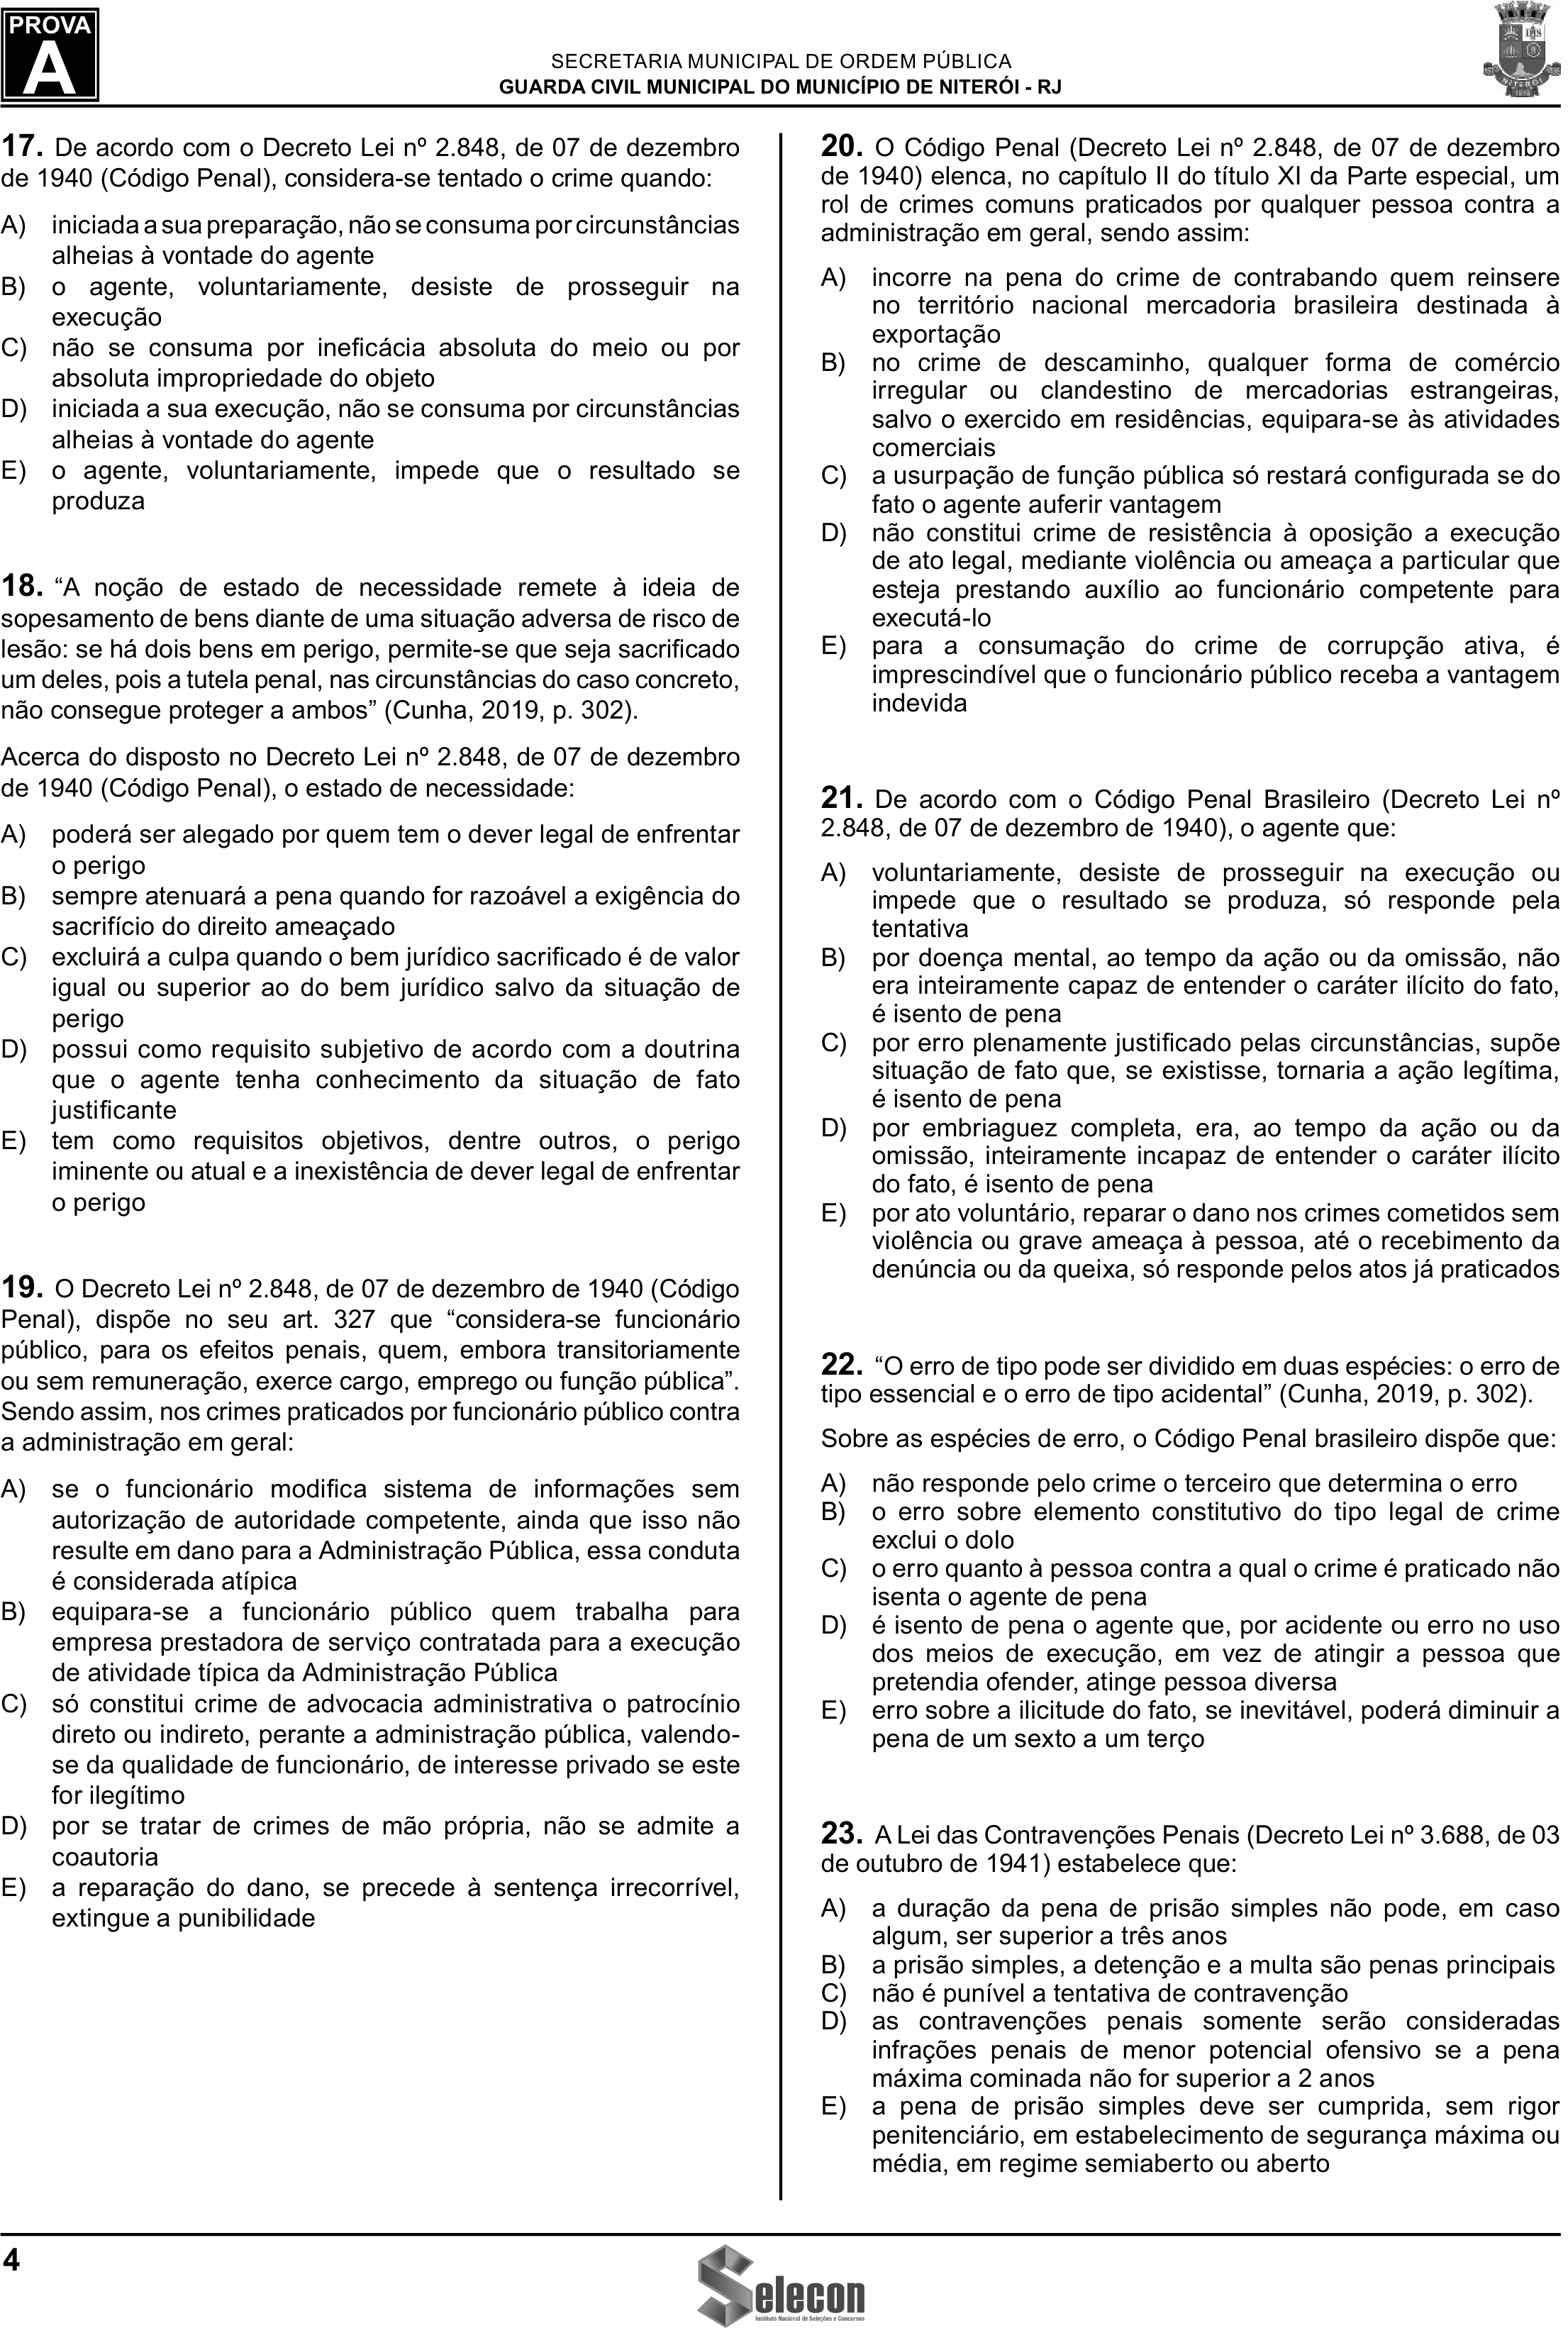 PROVA
A
SECRETARIA MUNICIPAL DE ORDEM PÚBLICA
GUARDA CIVIL MUNICIPAL DO MUNICÍPIO DE NITERÓI - RJ
NITERÓI
17. De acordo com o Decreto Lei nº 2.848, de 07 de dezembro
de 1940 (Código Penal), considera-se tentado o crime quando:
A) iniciada a sua preparação, não se consuma por circunstâncias
alheias à vontade do agente
B) o agente, voluntariamente, desiste de prosseguir na
execução
C) não se consuma por ineficácia absoluta do meio ou por
absoluta impropriedade do objeto
D) iniciada a sua execução, não se consuma por circunstâncias
alheias à vontade do agente
E) o agente, voluntariamente, impede que o resultado se
produza
18. “A noção de estado de necessidade remete à ideia de
sopesamento de bens diante de uma situação adversa de risco de
lesão: se há dois bens em perigo, permite-se que seja sacrificado
um deles, pois a tutela penal, nas circunstâncias do caso concreto,
não consegue proteger a ambos” (Cunha, 2019, p. 302).
Acerca do disposto no Decreto Lei nº 2.848, de 07 de dezembro
de 1940 (Código Penal), o estado de necessidade:
A) poderá ser alegado por quem tem o dever legal de enfrentar
o perigo
B) sempre atenuará a pena quando for razoável a exigência do
sacrifício do direito ameaçado
C) excluirá a culpa quando o bem jurídico sacrificado é de valor
igual ou superior ao do bem jurídico salvo da situação de
perigo
D) possui como requisito subjetivo de acordo com a doutrina
que o agente tenha conhecimento da situação de fato
justificante
E) tem como requisitos objetivos, dentre outros, o perigo
iminente ou atual e a inexistência de dever legal de enfrentar
o perigo
19. O Decreto Lei nº 2.848, de 07 de dezembro de 1940 (Código
Penal), dispõe no seu art. 327 que “considera-se funcionário
público, para os efeitos penais, quem, embora transitoriamente
ou sem remuneração, exerce cargo, emprego ou função pública”.
Sendo assim, nos crimes praticados por funcionário público contra
a administração em geral:
A) se o funcionário modifica sistema de informações sem
autorização de autoridade competente, ainda que isso não
resulte em dano para a Administração Pública, essa conduta
é considerada atípica
B) equipara-se a funcionário público quem trabalha para
empresa prestadora de serviço contratada para a execução
de atividade típica da Administração Pública
C) só constitui crime de advocacia administrativa o patrocínio
direto ou indireto, perante a administração pública, valendo-
se da qualidade de funcionário, de interesse privado se este
for ilegítimo
D) por se tratar de crimes de mão própria, não se admite a
coautoria
E) a reparação do dano, se precede à sentença irrecorrível,
extingue a punibilidade
20. O Código Penal (Decreto Lei nº 2.848, de 07 de dezembro
de 1940) elenca, no capítulo II do título XI da Parte especial, um
rol de crimes comuns praticados por qualquer pessoa contra a
administração em geral, sendo assim:
A) incorre na pena do crime de contrabando quem reinsere
no território nacional mercadoria brasileira destinada à
exportação
B) no crime de descaminho, qualquer forma de comércio
irregular ou clandestino de mercadorias estrangeiras,
salvo o exercido em residências, equipara-se às atividades
comerciais
C) a usurpação de função pública só restará configurada se do
fato o agente auferir vantagem
D) não constitui crime de resistência à oposição a execução
de ato legal, mediante violência ou ameaça a particular que
esteja prestando auxílio ao funcionário competente para
executá-lo
E) para a consumação do crime de corrupção ativa, é
imprescindível que o funcionário público receba a vantagem
indevida
21. De acordo com o Código Penal Brasileiro (Decreto Lei nº
2.848, de 07 de dezembro de 1940), o agente que:
A) voluntariamente, desiste de prosseguir na execução ou
impede que o resultado se produza, só responde pela
tentativa
B) por doença mental, ao tempo da ação ou da omissão, não
era inteiramente capaz de entender o caráter ilícito do fato,
é isento de pena
C) por erro plenamente justificado pelas circunstâncias, supõe
situação de fato que, se existisse, tornaria a ação legítima,
é isento de pena
D) por embriaguez completa, era, ao tempo da ação ou da
omissão, inteiramente incapaz de entender o caráter ilícito
do fato, é isento de pena
E) por ato voluntário, reparar o dano nos crimes cometidos sem
violência ou grave ameaça à pessoa, até o recebimento da
denúncia ou da queixa, só responde pelos atos já praticados
22. “O erro de tipo pode ser dividido em duas espécies: o erro de
tipo essencial e o erro de tipo acidental” (Cunha, 2019, p. 302).
Sobre as espécies de erro, o Código Penal brasileiro dispõe que:
A) não responde pelo crime o terceiro que determina o erro
B) o erro sobre elemento constitutivo do tipo legal de crime
exclui o dolo
C) o erro quanto à pessoa contra a qual o crime é praticado não
isenta o agente de pena
D) é isento de pena o agente que, por acidente ou erro no uso
dos meios de execução, em vez de atingir a pessoa que
pretendia ofender, atinge pessoa diversa
E) erro sobre a ilicitude do fato, se inevitável, poderá diminuir a
pena de um sexto a um terço
23. A Lei das Contravenções Penais (Decreto Lei nº 3.688, de 03
de outubro de 1941) estabelece que:
A) a duração da pena de prisão simples não pode, em caso
algum, ser superior a três anos
B) a prisão simples, a detenção e a multa são penas principais
C) não é punível a tentativa de contravenção
D) as contravenções penais somente serão consideradas
infrações penais de menor potencial ofensivo se a pena
máxima cominada não for superior a 2 anos
E) a pena de prisão simples deve ser cumprida, sem rigor
penitenciário, em estabelecimento de segurança máxima ou
média, em regime semiaberto ou aberto
4
Selecon
Instituto Nacional de Seleções e Concursos